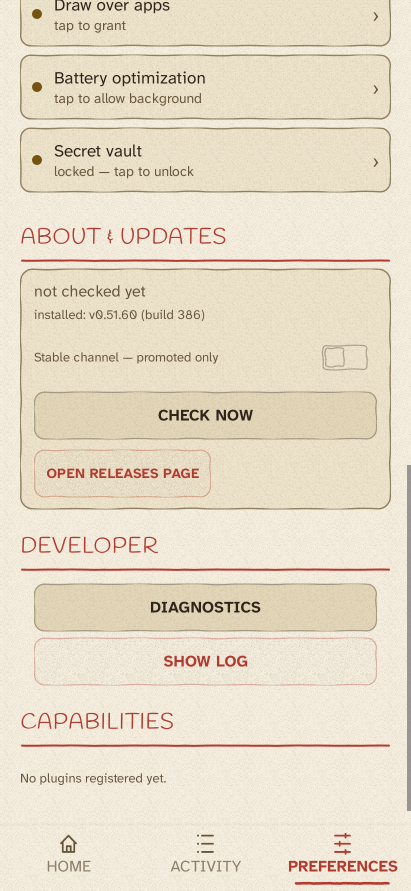 Draw over apps
tap to grant
Battery optimization
tap to allow background
Secret vault
locked — tap to unlock
ABOUT & UPDATES
not checked yet
installed: v0.51.60 (build 386)
Stable channel — promoted only
CHECK NOW
OPEN RELEASES PAGE
DEVELOPER
DIAGNOSTICS
SHOW LOG
CAPABILITIES
No plugins registered yet.
HOME
ACTIVITY
PREFERENCES